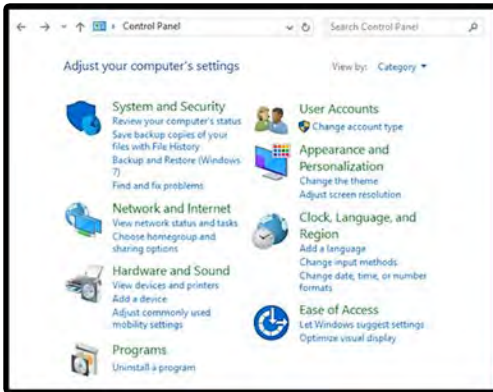 Control Panel
Search Control Panel
Adjust your computer's settings
View by: Category
System and Security
Review your computer's status
Save backup copies of your
files with File History
Backup and Restore (Windows
7)
Find and fix problems
Network and Internet
View network status and tasks
Choose homegroup and
sharing options
Hardware and Sound
View devices and printers
Add a device
Adjust commonly used
mobility settings
Programs
Uninstall a program
User Accounts
Change account type
Appearance and
Personalization
Change the theme
Adjust screen resolution
Clock, Language, and
Region
Add a language
Change input methods
Change date, time, or number
formats
Ease of Access
Let Windows suggest settings
Optimize visual display